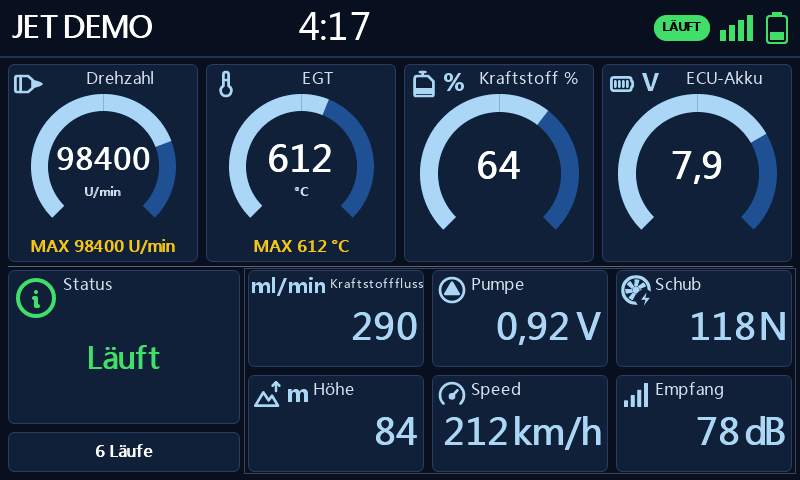 JET DEMO
4:17
LÄUFT
Drehzahl
98400
U/min
MAX 98400 U/min
EGT
612
°C
MAX 612 °C
% Kraftstoff %
64
V ECU-Akku
7,9
Status
Läuft
6 Läufe
ml/min Kraftstofffluss
290
Pumpe
0,92 V
Schub
118 N
m Höhe
84
Speed
212 km/h
Empfang
78 dB